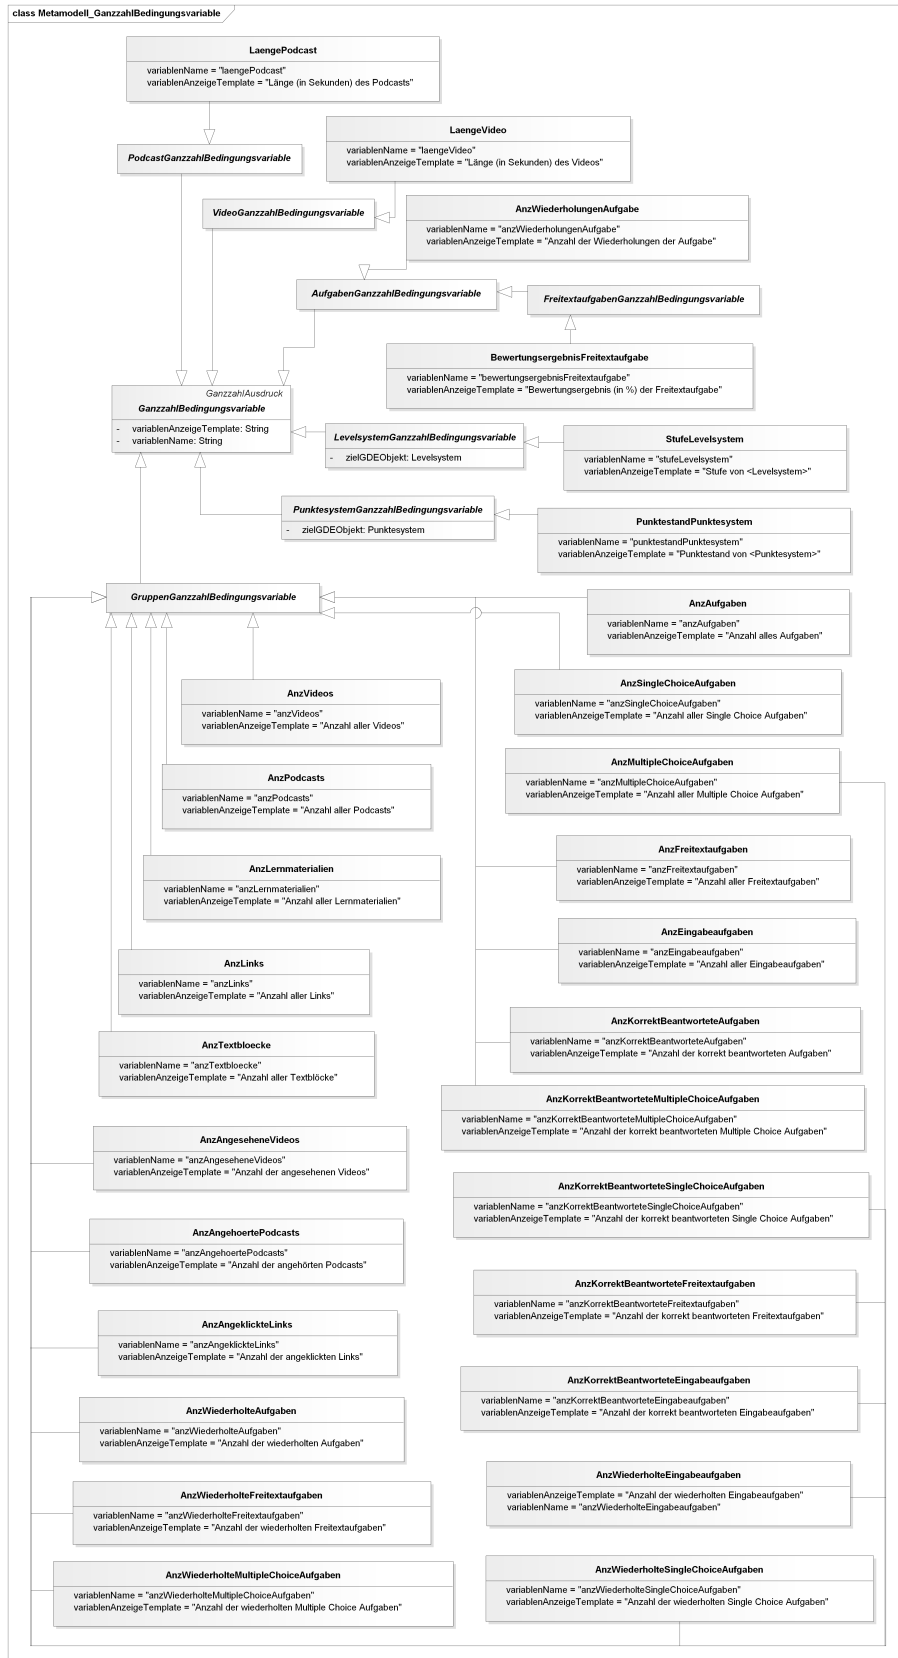 class Metamodell_GanzzahlBedingungsvariable
LaengePodcast
variablenName = "laengePodcast"
variablenAnzeigeTemplate = "Länge (in Sekunden) des Podcasts"
LaengeVideo
variablenName = "laengeVideo"
variablenAnzeigeTemplate = "Länge (in Sekunden) des Videos"
PodcastGanzzahlBedingungsvariable
VideoGanzzahlBedingungsvariable
AnzWiederholungenAufgabe
variablenName = "anzWiederholungenAufgabe"
variablenAnzeigeTemplate = "Anzahl der Wiederholungen der Aufgabe"
AufgabenGanzzahlBedingungsvariable
FreitextaufgabenGanzzahlBedingungsvariable
BewertungsergebnisFreitextaufgabe
variablenName = "bewertungsergebnisFreitextaufgabe"
variablenAnzeigeTemplate = "Bewertungsergebnis (in %) der Freitextaufgabe"
GanzzahlAusdruck
GanzzahlBedingungsvariable
- variablenAnzeigeTemplate: String
- variablenName: String
LevelsystemGanzzahlBedingungsvariable
- zielGDEObjekt: Levelsystem
StufeLevelsystem
variablenName = "stufeLevelsystem"
variablenAnzeigeTemplate = "Stufe von <Levelsystem>"
PunktesystemGanzzahlBedingungsvariable
- zielGDEObjekt: Punktesystem
PunktestandPunktesystem
variablenName = "punktestandPunktesystem"
variablenAnzeigeTemplate = "Punktestand von <Punktesystem>"
GruppenGanzzahlBedingungsvariable
AnzAufgaben
variablenName = "anzAufgaben"
variablenAnzeigeTemplate = "Anzahl alles Aufgaben"
AnzSingleChoiceAufgaben
variablenName = "anzSingleChoiceAufgaben"
variablenAnzeigeTemplate = "Anzahl aller Single Choice Aufgaben"
AnzVideos
variablenName = "anzVideos"
variablenAnzeigeTemplate = "Anzahl aller Videos"
AnzMultipleChoiceAufgaben
variablenName = "anzMultipleChoiceAufgaben"
variablenAnzeigeTemplate = "Anzahl aller Multiple Choice Aufgaben"
AnzPodcasts
variablenName = "anzPodcasts"
variablenAnzeigeTemplate = "Anzahl aller Podcasts"
AnzFreitextaufgaben
variablenName = "anzFreitextaufgaben"
variablenAnzeigeTemplate = "Anzahl aller Freitextaufgaben"
AnzLernmaterialien
variablenName = "anzLernmaterialien"
variablenAnzeigeTemplate = "Anzahl aller Lernmaterialien"
AnzEingabeaufgaben
variablenName = "anzEingabeaufgaben"
variablenAnzeigeTemplate = "Anzahl aller Eingabeaufgaben"
AnzLinks
variablenName = "anzLinks"
variablenAnzeigeTemplate = "Anzahl aller Links"
AnzKorrektBeantworteteAufgaben
variablenName = "anzKorrektBeantworteteAufgaben"
variablenAnzeigeTemplate = "Anzahl der korrekt beantworteten Aufgaben"
AnzTextbloecke
variablenName = "anzTextbloecke"
variablenAnzeigeTemplate = "Anzahl aller Textblöcke"
AnzKorrektBeantworteteMultipleChoiceAufgaben
variablenName = "anzKorrektBeantworteteMultipleChoiceAufgaben"
variablenAnzeigeTemplate = "Anzahl der korrekt beantworteten Multiple Choice Aufgaben"
AnzAngeseheneVideos
variablenName = "anzAngeseheneVideos"
variablenAnzeigeTemplate = "Anzahl der angesehenen Videos"
AnzKorrektBeantworteteSingleChoiceAufgaben
variablenName = "anzKorrektBeantworteteSingleChoiceAufgaben"
variablenAnzeigeTemplate = "Anzahl der korrekt beantworteten Single Choice Aufgaben"
AnzAngehoertePodcasts
variablenName = "anzAngehoertePodcasts"
variablenAnzeigeTemplate = "Anzahl der angehörten Podcasts"
AnzKorrektBeantworteteFreitextaufgaben
variablenName = "anzKorrektBeantworteteFreitextaufgaben"
variablenAnzeigeTemplate = "Anzahl der korrekt beantworteten Freitextaufgaben"
AnzAngeklickteLinks
variablenName = "anzAngeklickteLinks"
variablenAnzeigeTemplate = "Anzahl der angeklickten Links"
AnzKorrektBeantworteteEingabeaufgaben
variablenName = "anzKorrektBeantworteteEingabeaufgaben"
variablenAnzeigeTemplate = "Anzahl der korrekt beantworteten Eingabeaufgaben"
AnzWiederholteAufgaben
variablenName = "anzWiederholteAufgaben"
variablenAnzeigeTemplate = "Anzahl der wiederholten Aufgaben"
AnzWiederholteEingabeaufgaben
variablenAnzeigeTemplate = "Anzahl der wiederholten Eingabeaufgaben"
variablenName = "anzWiederholteEingabeaufgaben"
AnzWiederholteFreitextaufgaben
variablenName = "anzWiederholteFreitextaufgaben"
variablenAnzeigeTemplate = "Anzahl der wiederholten Freitextaufgaben"
AnzWiederholteSingleChoiceAufgaben
variablenName = "anzWiederholteSingleChoiceAufgaben"
variablenAnzeigeTemplate = "Anzahl der wiederholten Single Choice Aufgaben"
AnzWiederholteMultipleChoiceAufgaben
variablenName = "anzWiederholteMultipleChoiceAufgaben"
variablenAnzeigeTemplate = "Anzahl der wiederholten Multiple Choice Aufgaben"